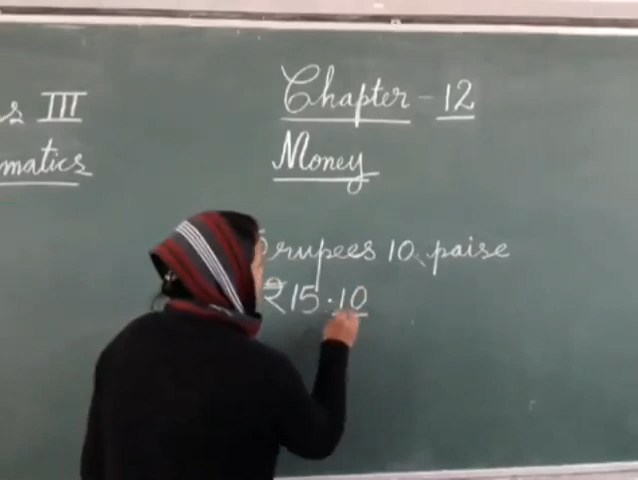 s III
Chapter - 12
matics
Money
rupees 10 paise
₹15.10